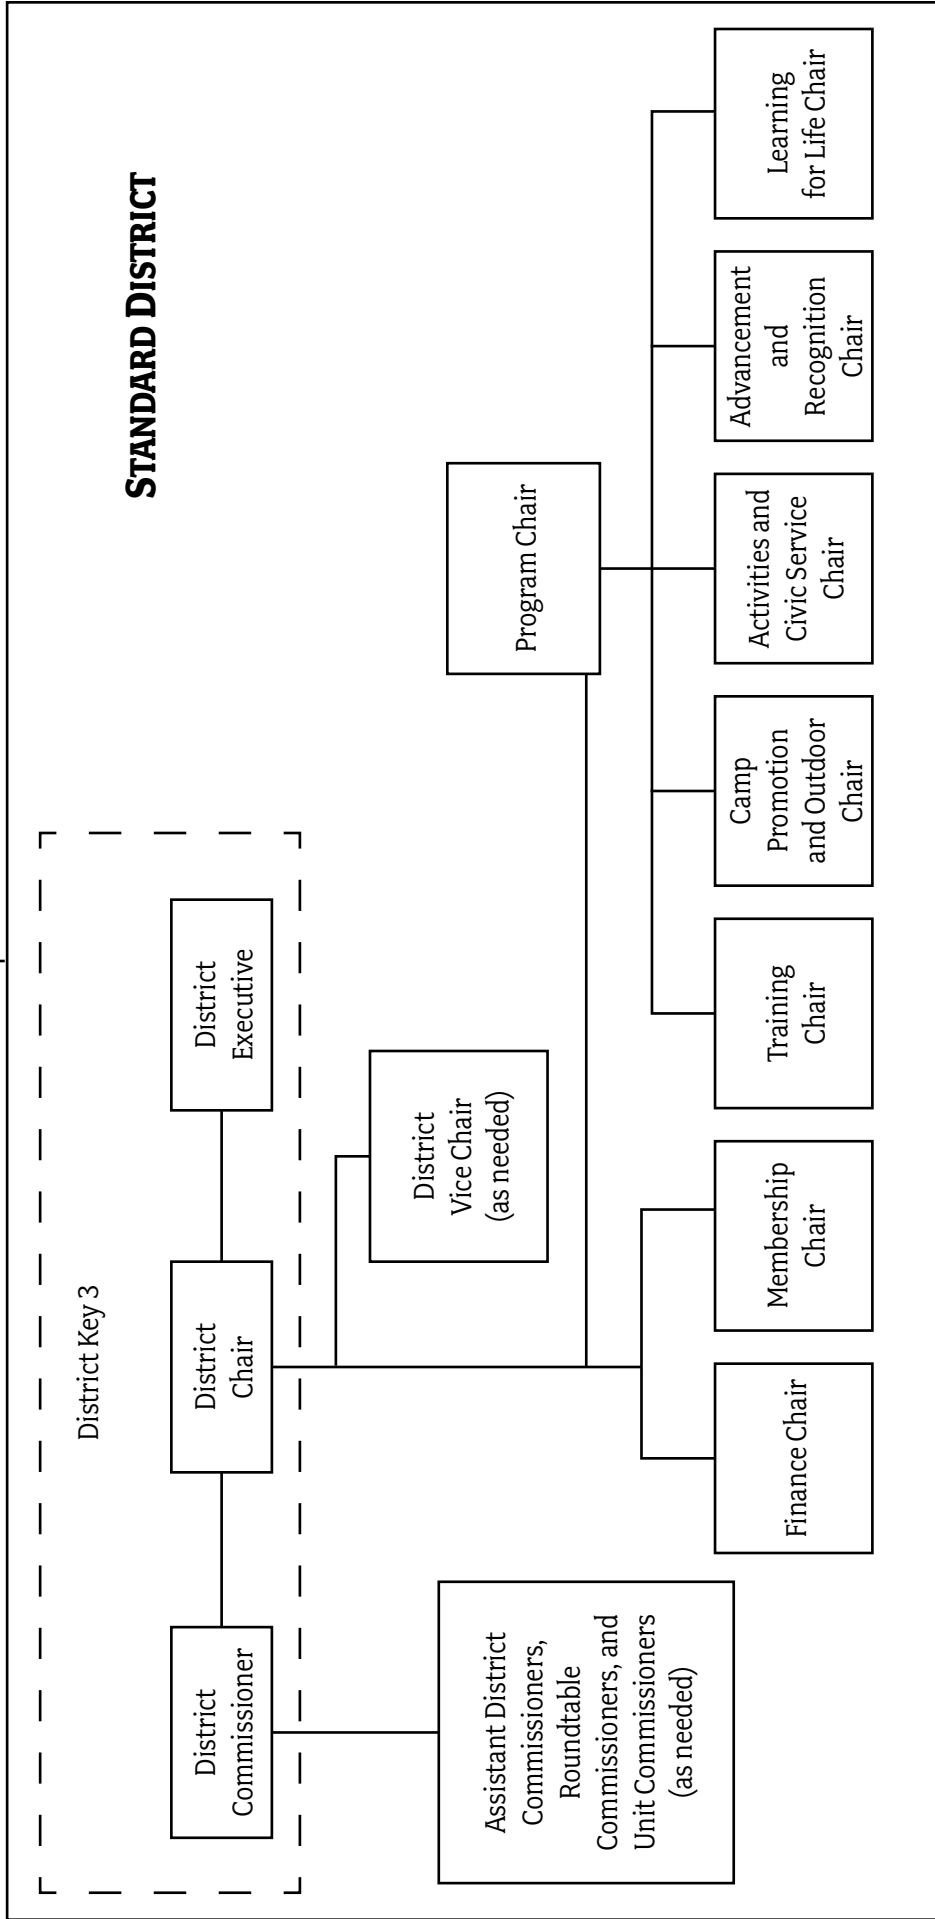 STANDARD DISTRICT
District Key 3
District
Commissioner
District
Chair
District
Executive
District
Vice Chair
(as needed)
Assistant District
Commissioners,
Roundtable
Commissioners, and
Unit Commissioners
(as needed)
Program Chair
Finance Chair
Membership
Chair
Training
Chair
Camp
Promotion
and Outdoor
Chair
Activities and
Civic Service
Chair
Advancement
and
Recognition
Chair
Learning
for Life Chair